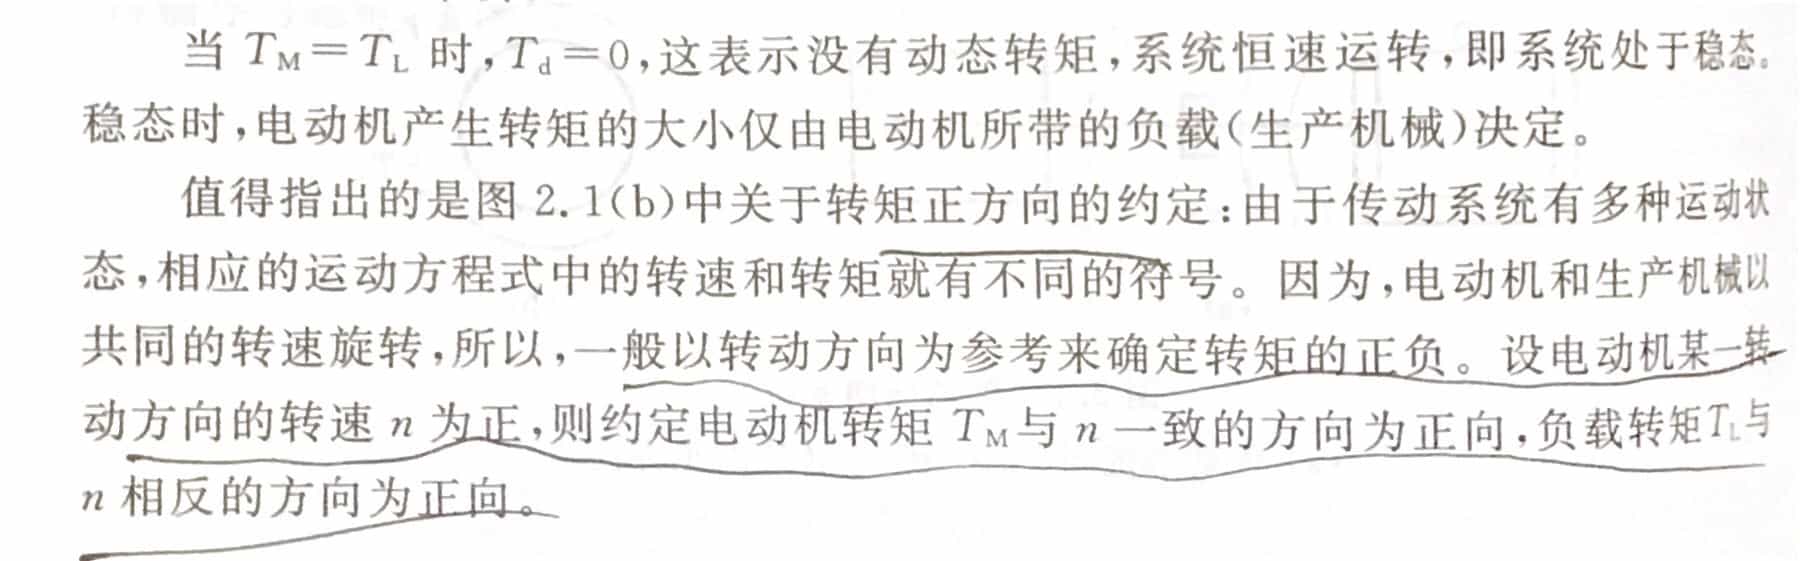 当 T_M=T_L 时,T_d=0,这表示没有动态转矩,系统恒速运转,即系统处于稳态。
稳态时,电动机产生转矩的大小仅由电动机所带的负载(生产机械)决定。
值得指出的是图 2.1(b)中关于转矩正方向的约定:由于传动系统有多种运动状
态,相应的运动方程式中的转速和转矩就有不同的符号。因为,电动机和生产机械以
共同的转速旋转,所以,一般以转动方向为参考来确定转矩的正负。设电动机某一转
动方向的转速 n 为正,则约定电动机转矩 T_M与 n 一致的方向为正向,负载转矩T_L与
n 相反的方向为正向。